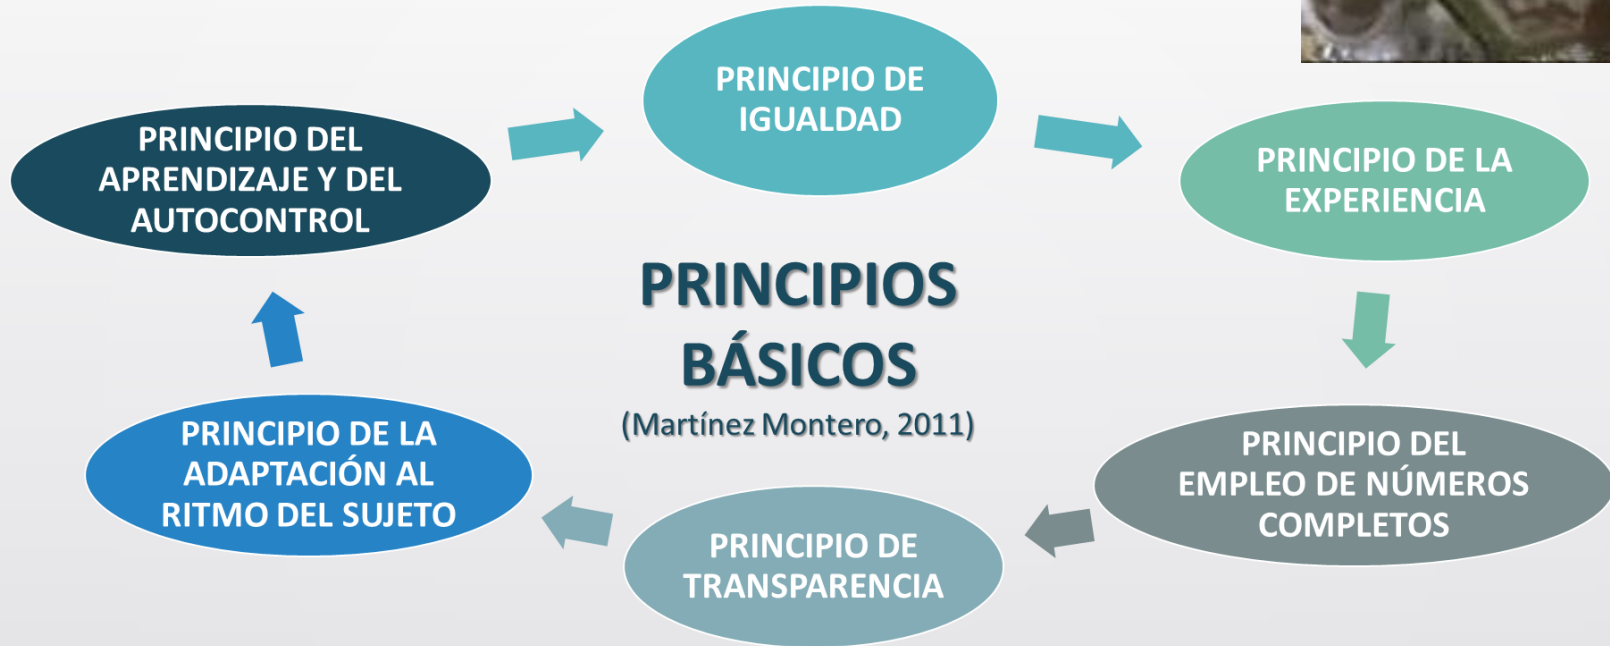 PRINCIPIO DE
IGUALDAD
PRINCIPIO DE LA
EXPERIENCIA
PRINCIPIO DEL
EMPLEO DE NÚMEROS
COMPLETOS
PRINCIPIO DE
TRANSPARENCIA
PRINCIPIO DE LA
ADAPTACIÓN AL
RITMO DEL SUJETO
PRINCIPIO DEL
APRENDIZAJE Y DEL
AUTOCONTROL
PRINCIPIOS
BÁSICOS
(Martínez Montero, 2011)